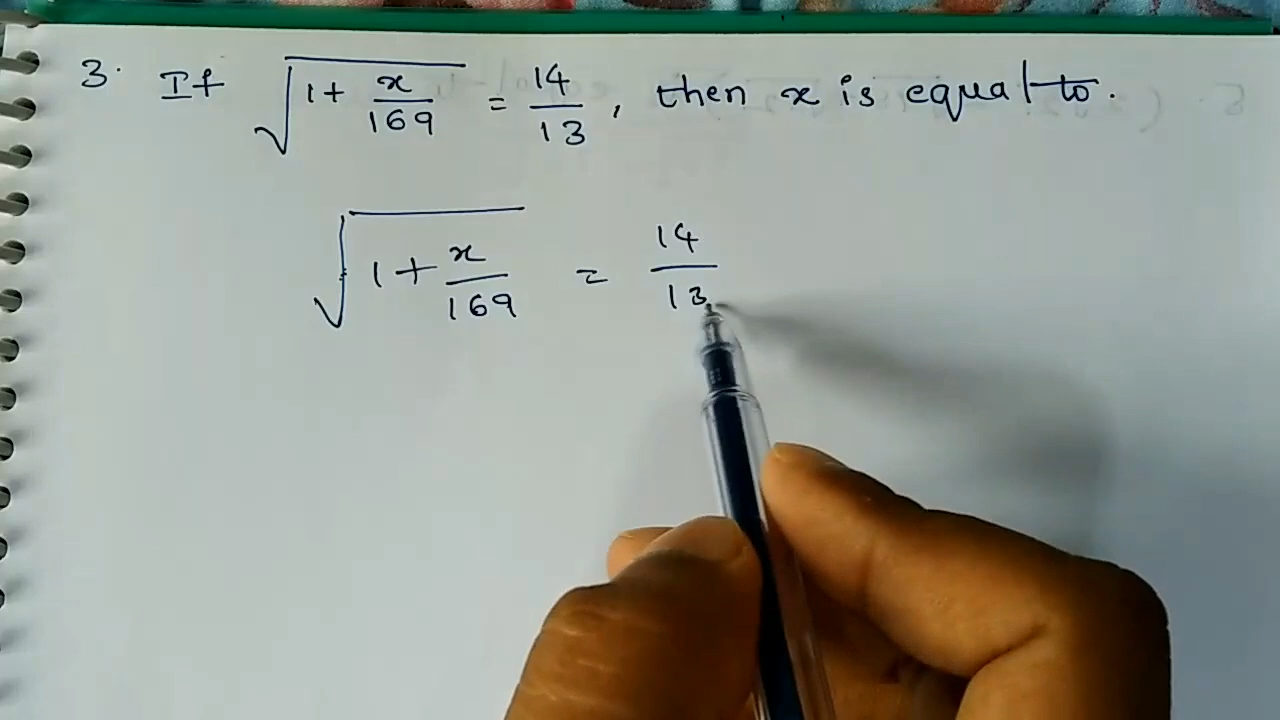 3. If √(1 + x/169) = 14/13, then x is equal to.
√(1 + x/169) = 14/13